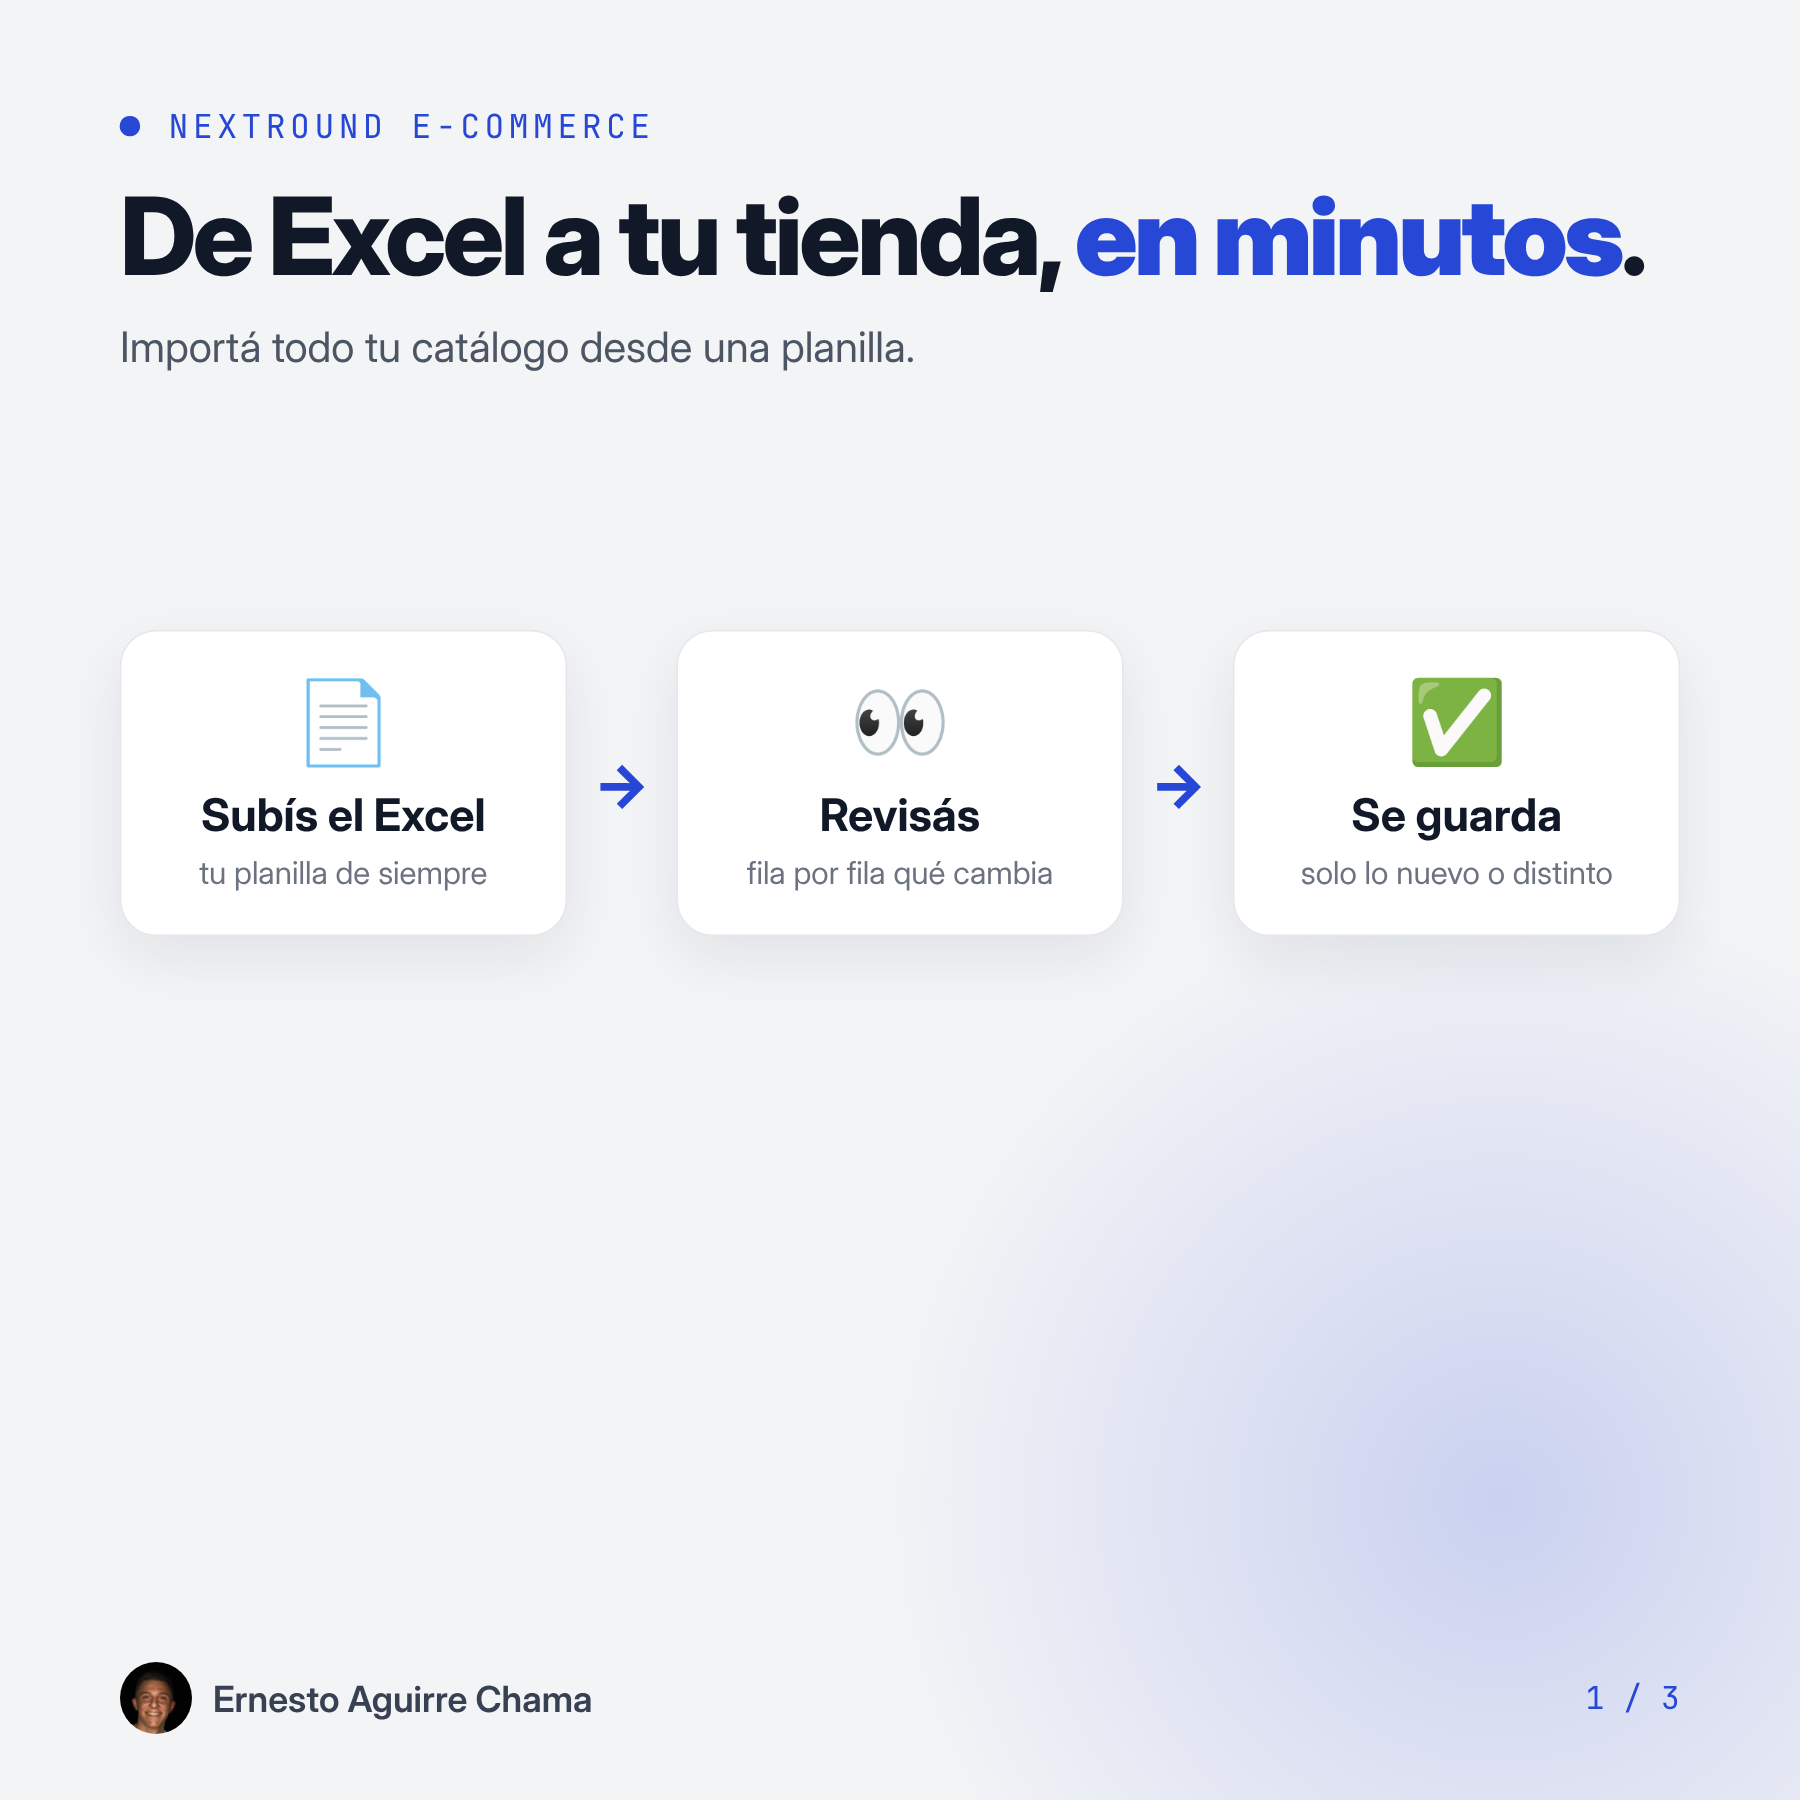 NEXTROUND E-COMMERCE
De Excel a tu tienda, en minutos.
Importá todo tu catálogo desde una planilla.
Subís el Excel
tu planilla de siempre
→
Revisás
fila por fila qué cambia
→
Se guarda
solo lo nuevo o distinto
Ernesto Aguirre Chama
1 / 3